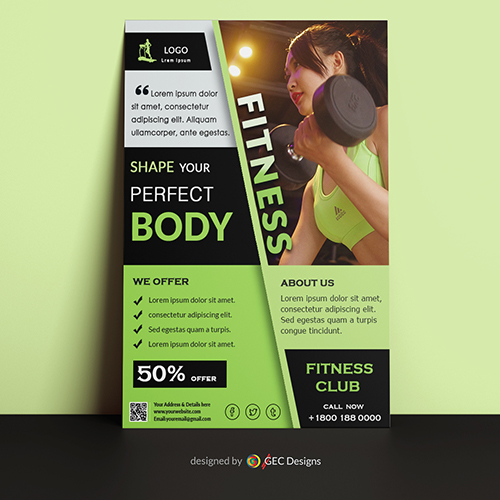 LOGO
Lorem Ipsum
“ Lorem dolor
sit amet, consectetur
adipiscing. Aliquam
ullamcorper, ante egestas.
FITNESS
SHAPE YOUR
PERFECT
BODY
WE OFFER
Lorem ipsum dolor sit amet.
consectetur adipiscing elit.
Sed egestas a quam turpis.
Lorem ipsum dolor sit amet.
50% OFFER
Your Address & Details here
www.yourwebsite.com
Email:youremail@gmail.com
ABOUT US
Lorem ipsum dolor sit amet,
consectetur adipiscing elit.
Sed egestas a quam turpis.
congue tincidunt.
FITNESS
CLUB
CALL NOW
+1800 188 0000
designed by GEC Designs